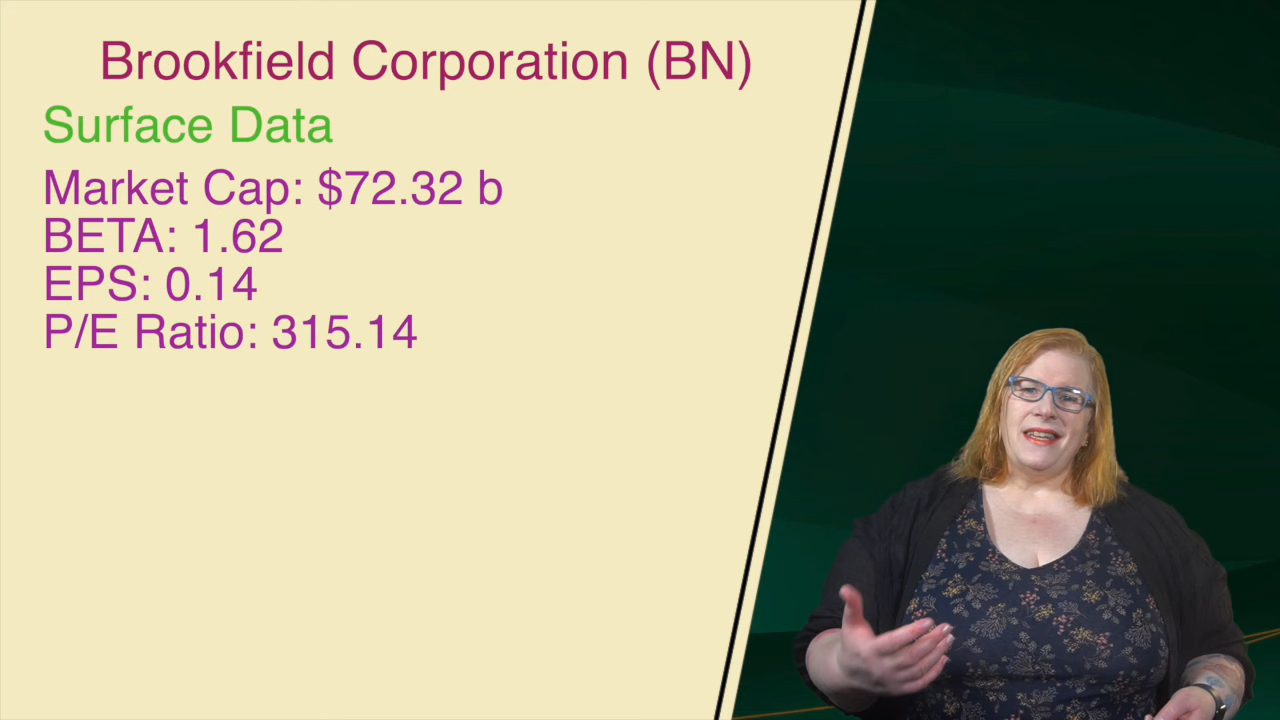 Brookfield Corporation (BN)
Surface Data
Market Cap: $72.32 b
BETA: 1.62
EPS: 0.14
P/E Ratio: 315.14